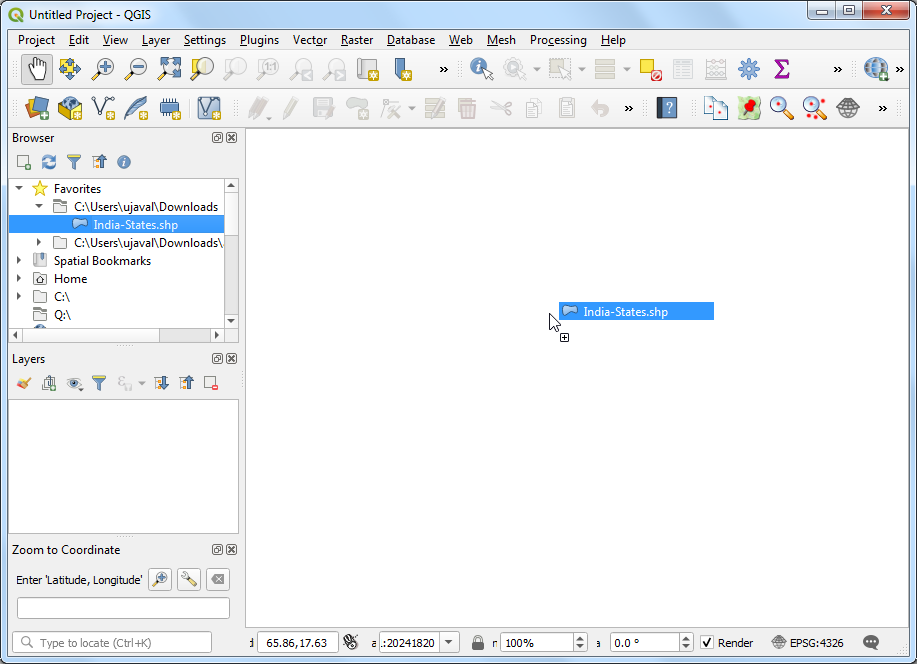 Untitled Project - QGIS
Project Edit View Layer Settings Plugins Vector Raster Database Web Mesh Processing Help
1:1
»
»
»
»
?
»
Browser
Favorites
C:\Users\ujaval\Downloads
India-States.shp
C:\Users\ujaval\Downloads\
Spatial Bookmarks
Home
C:\
Q:\
India-States.shp
Layers
Zoom to Coordinate
Enter 'Latitude, Longitude'
Type to locate (Ctrl+K)
65.86,17.63
a .:20241820
100%
a 0.0 °
Render
EPSG:4326